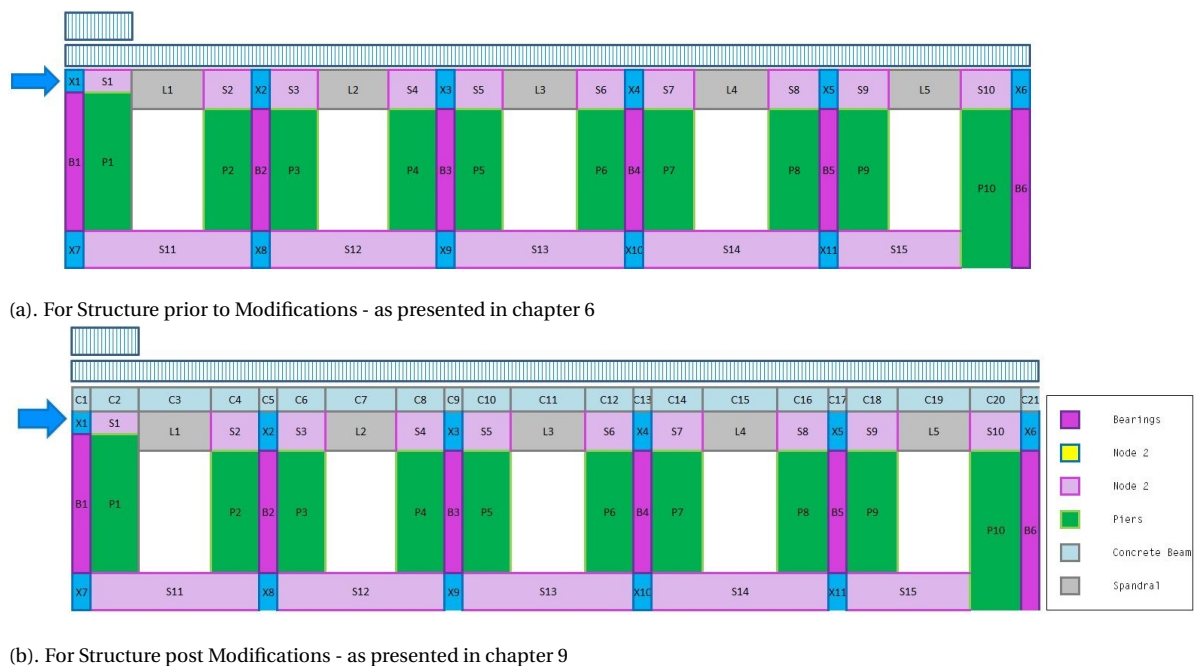 X1 S1 L1 S2 X2 S3 L2 S4 X3 S5 L3 S6 X4 S7 L4 S8 X5 S9 L5 S10 X6
B1 P1 P2 B2 P3 P4 B3 P5 P6 B4 P7 P8 B5 P9 P10 B6
X7 S11 X8 S12 X9 S13 X10 S14 X11 S15
(a). For Structure prior to Modifications - as presented in chapter 6
C1 C2 C3 C4 C5 C6 C7 C8 C9 C10 C11 C12 C13 C14 C15 C16 C17 C18 C19 C20 C21
X1 S1 L1 S2 X2 S3 L2 S4 X3 S5 L3 S6 X4 S7 L4 S8 X5 S9 L5 S10 X6
B1 P1 P2 B2 P3 P4 B3 P5 P6 B4 P7 P8 B5 P9 P10 B6
X7 S11 X8 S12 X9 S13 X10 S14 X11 S15
Bearings
Node 2
Node 2
Piers
Concrete Beam
Spandral
(b). For Structure post Modifications - as presented in chapter 9